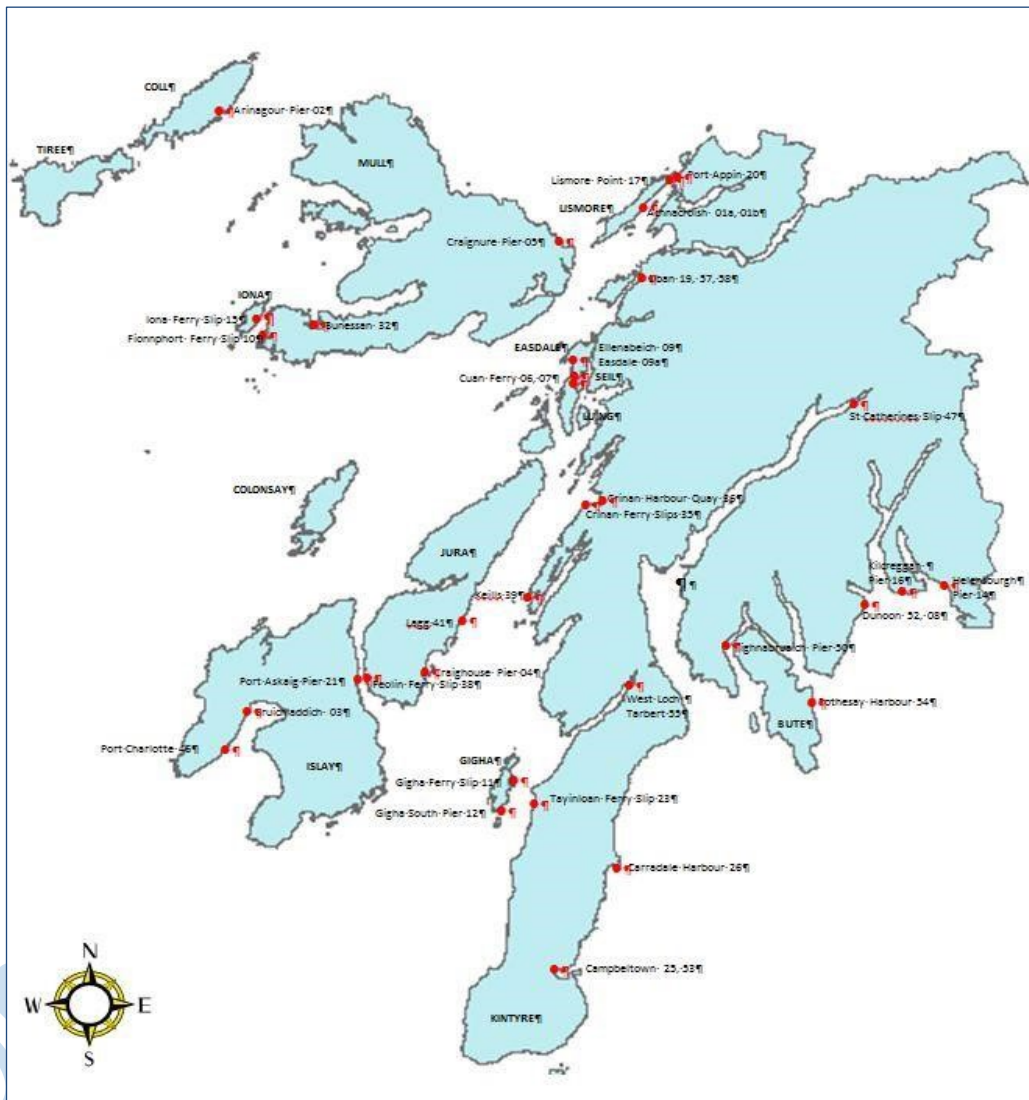 COLL¶
Arinagour·Pier·02¶
TIREE¶
MULL¶
Lismore·Point·17¶
Port·Appin·20¶
LISMORE¶
Achnacroish·01a,·01b¶
Craignure·Pier·05¶
Oban·19,·57,·58¶
IONA¶
Iona·Ferry·Slip·15¶
Bunessan·32¶
Fionnphort·Ferry·Slip·10¶
EASDALE¶
Ellenabeich·09¶
Easdale·09a¶
Cuan·Ferry·06,·07¶
SEIL¶
LUING¶
St·Catherines·Slip·47¶
COLONSAY¶
Crinan·Harbour·Quay·36¶
Crinan·Ferry·Slips·35¶
JURA¶
Kilcreggan·¶
Pier·16¶
Helensburgh¶
Pier·14¶
Keills·39¶
Dunoon·52,·08¶
Lagg·41¶
Tighnabruaich·Pier·50¶
Craighouse·Pier·04¶
Port·Askaig·Pier·21¶
Feolin·Ferry·Slip·38¶
West·Loch·¶
Tarbert·55¶
Rothesay·Harbour·54¶
Bruichladdich·03¶
BUTE¶
Port·Charlotte·46¶
ISLAY¶
GIGHA¶
Gigha·Ferry·Slip·11¶
Tayinloan·Ferry·Slip·23¶
Gigha·South·Pier·12¶
Carradale·Harbour·26¶
Campbeltown·25,·53¶
KINTYRE¶
N
W
E
S